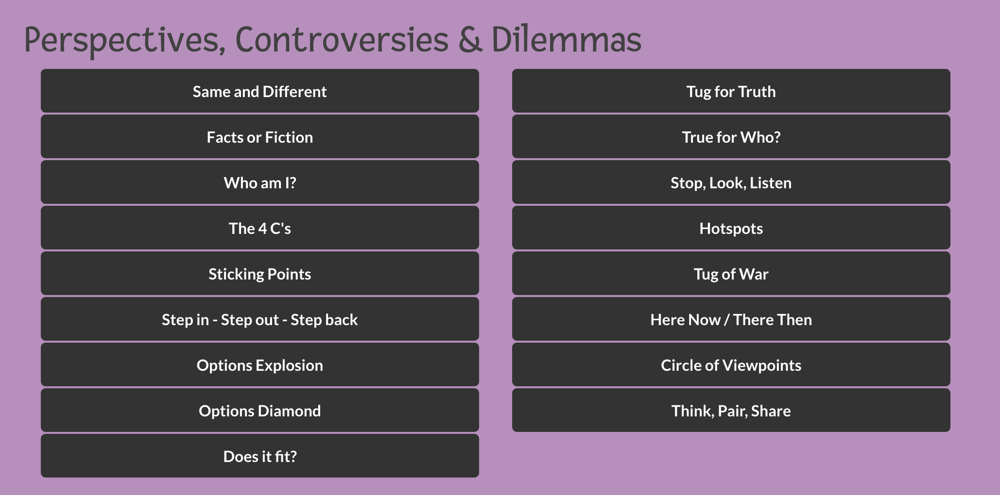 Perspectives, Controversies & Dilemmas
Same and Different
Facts or Fiction
Who am I?
The 4 C's
Sticking Points
Step in - Step out - Step back
Options Explosion
Options Diamond
Does it fit?
Tug for Truth
True for Who?
Stop, Look, Listen
Hotspots
Tug of War
Here Now / There Then
Circle of Viewpoints
Think, Pair, Share